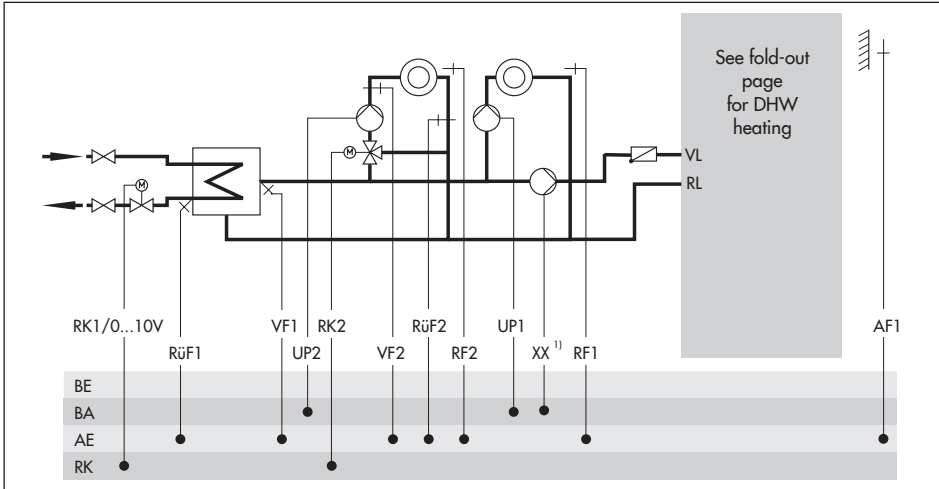 See fold-out
page
for DHW
heating
M
VL
RL
M
RK1/0...10V
VF1
RK2
RüF2
UP1
AF1
RüF1
UP2
VF2
RF2
XX 1)
RF1
BE
BA
AE
RK